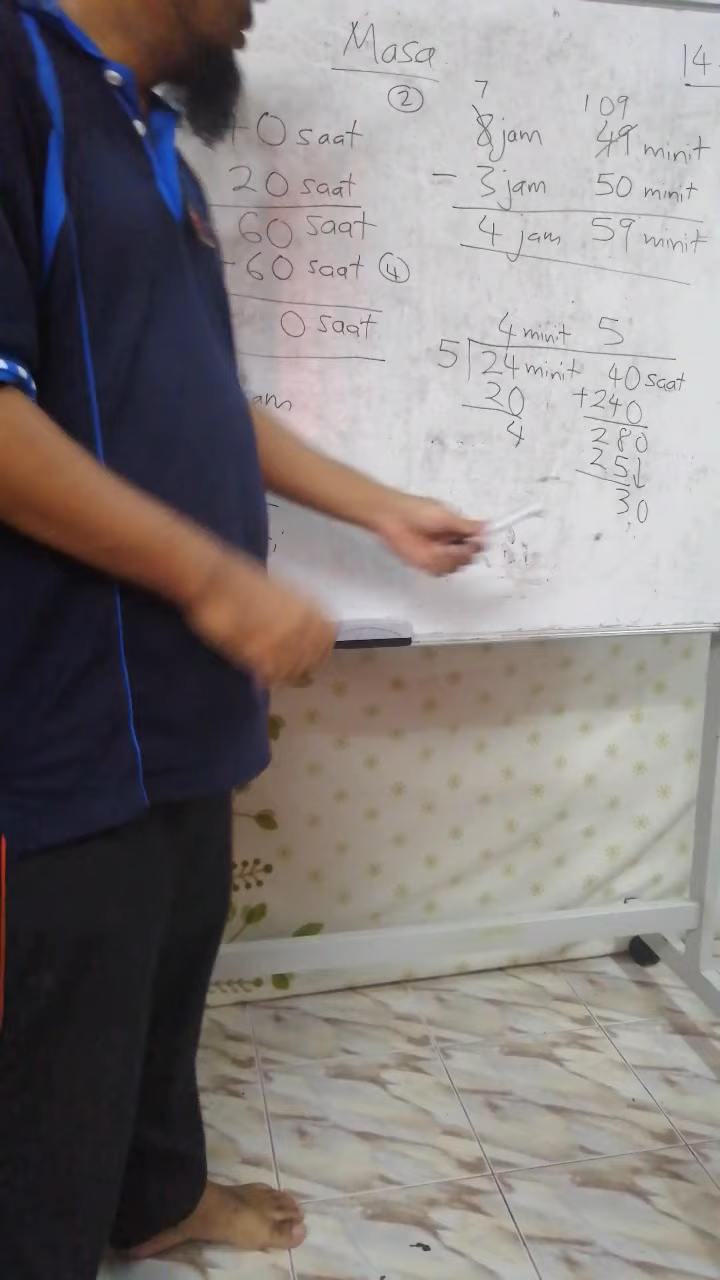 Masa
14
②
0 saat
20 saat
60 saat
- 60 saat ④
0 saat
am
7 109
8 jam 49 minit
- 3 jam 50 minit
4 jam 59 minit
4 minit 5
5 24 minit 40 saat
20 + 240
4 280
25↓
30